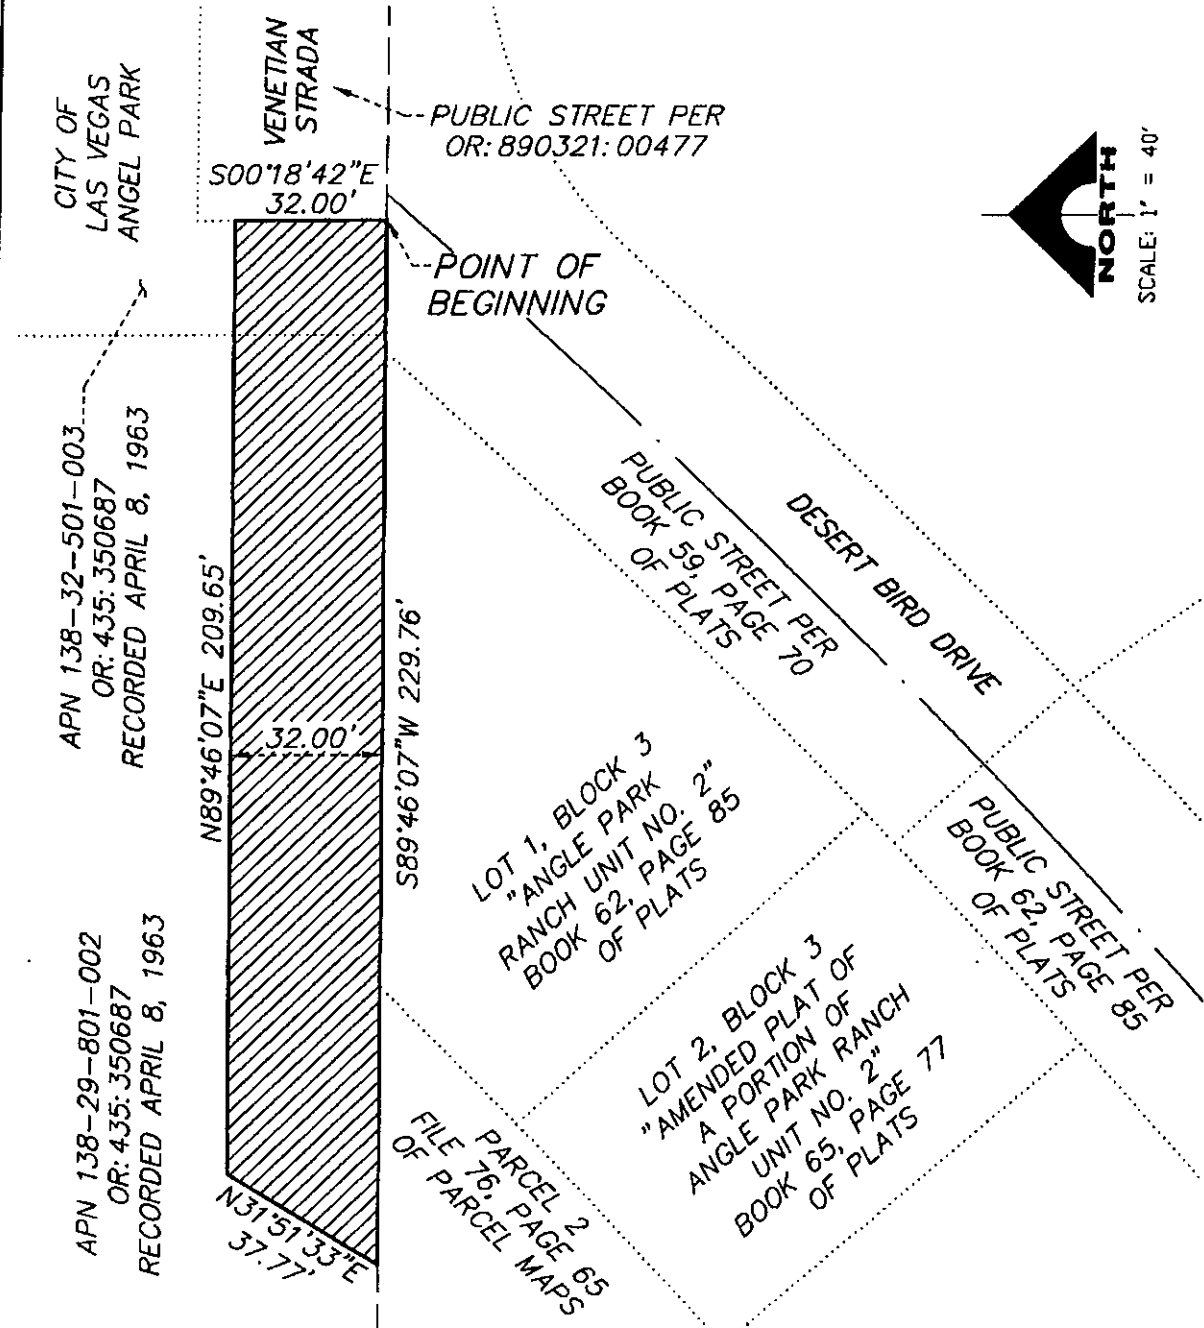 CITY OF
LAS VEGAS
ANGEL PARK
VENETIAN
STRADA
PUBLIC STREET PER
OR: 890321: 00477
S00°18'42"E
32.00'
POINT OF
BEGINNING
NORTH
SCALE: 1" = 40'
APN 138-32-501-003
OR: 435: 350687
RECORDED APRIL 8, 1963
N89°46'07"E 209.65'
32.00'
S89°46'07"W 229.76'
PUBLIC STREET PER
BOOK 59, PAGE 70
OF PLATS
DESERT BIRD DRIVE
LOT 1, BLOCK 3
"ANGLE PARK
RANCH UNIT NO. 2"
BOOK 62, PAGE 85
OF PLATS
PUBLIC STREET PER
BOOK 62, PAGE 85
OF PLATS
APN 138-29-801-002
OR: 435: 350687
RECORDED APRIL 8, 1963
LOT 2, BLOCK 3
"AMENDED PLAT OF
A PORTION OF
ANGLE PARK RANCH
UNIT NO. 2"
BOOK 65, PAGE 77
OF PLATS
N31°51'33"E
37.77'
PARCEL 2
FILE 76, PAGE 65
OF PARCEL MAPS